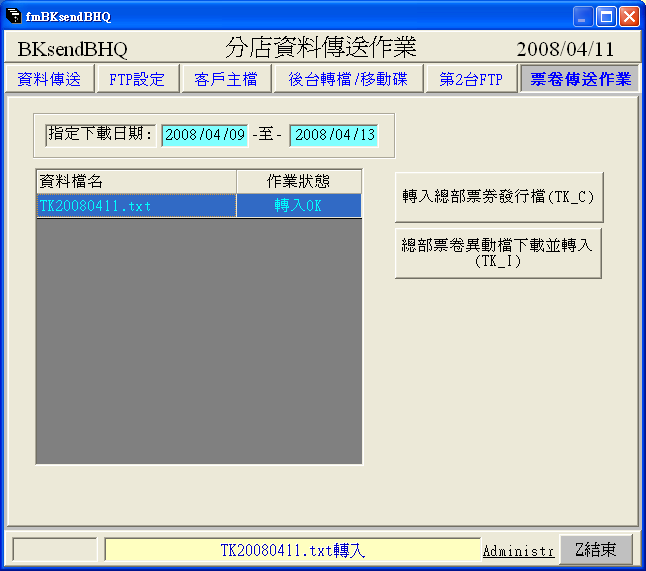 fmBKsendBHQ
BKsendBHQ 分店資料傳送作業 2008/04/11
資料傳送 FTP設定 客戶主檔 後台轉檔/移動碟 第2台FTP 票卷傳送作業
指定下載日期: 2008/04/09 -至- 2008/04/13
資料檔名 作業狀態
TK20080411.txt 轉入OK
轉入總部票券發行檔(TK_C)
總部票卷異動檔下載並轉入
(TK_I)
TK20080411.txt轉入 Administr Z結束